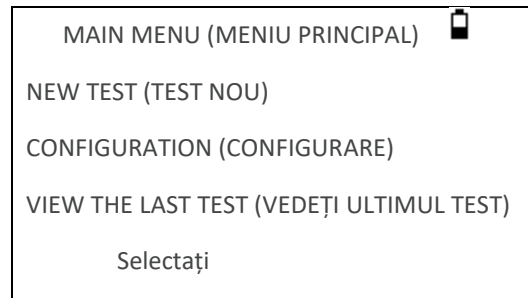 MAIN MENU (MENIU PRINCIPAL)
NEW TEST (TEST NOU)
CONFIGURATION (CONFIGURARE)
VIEW THE LAST TEST (VEDEȚI ULTIMUL TEST)
Selectați